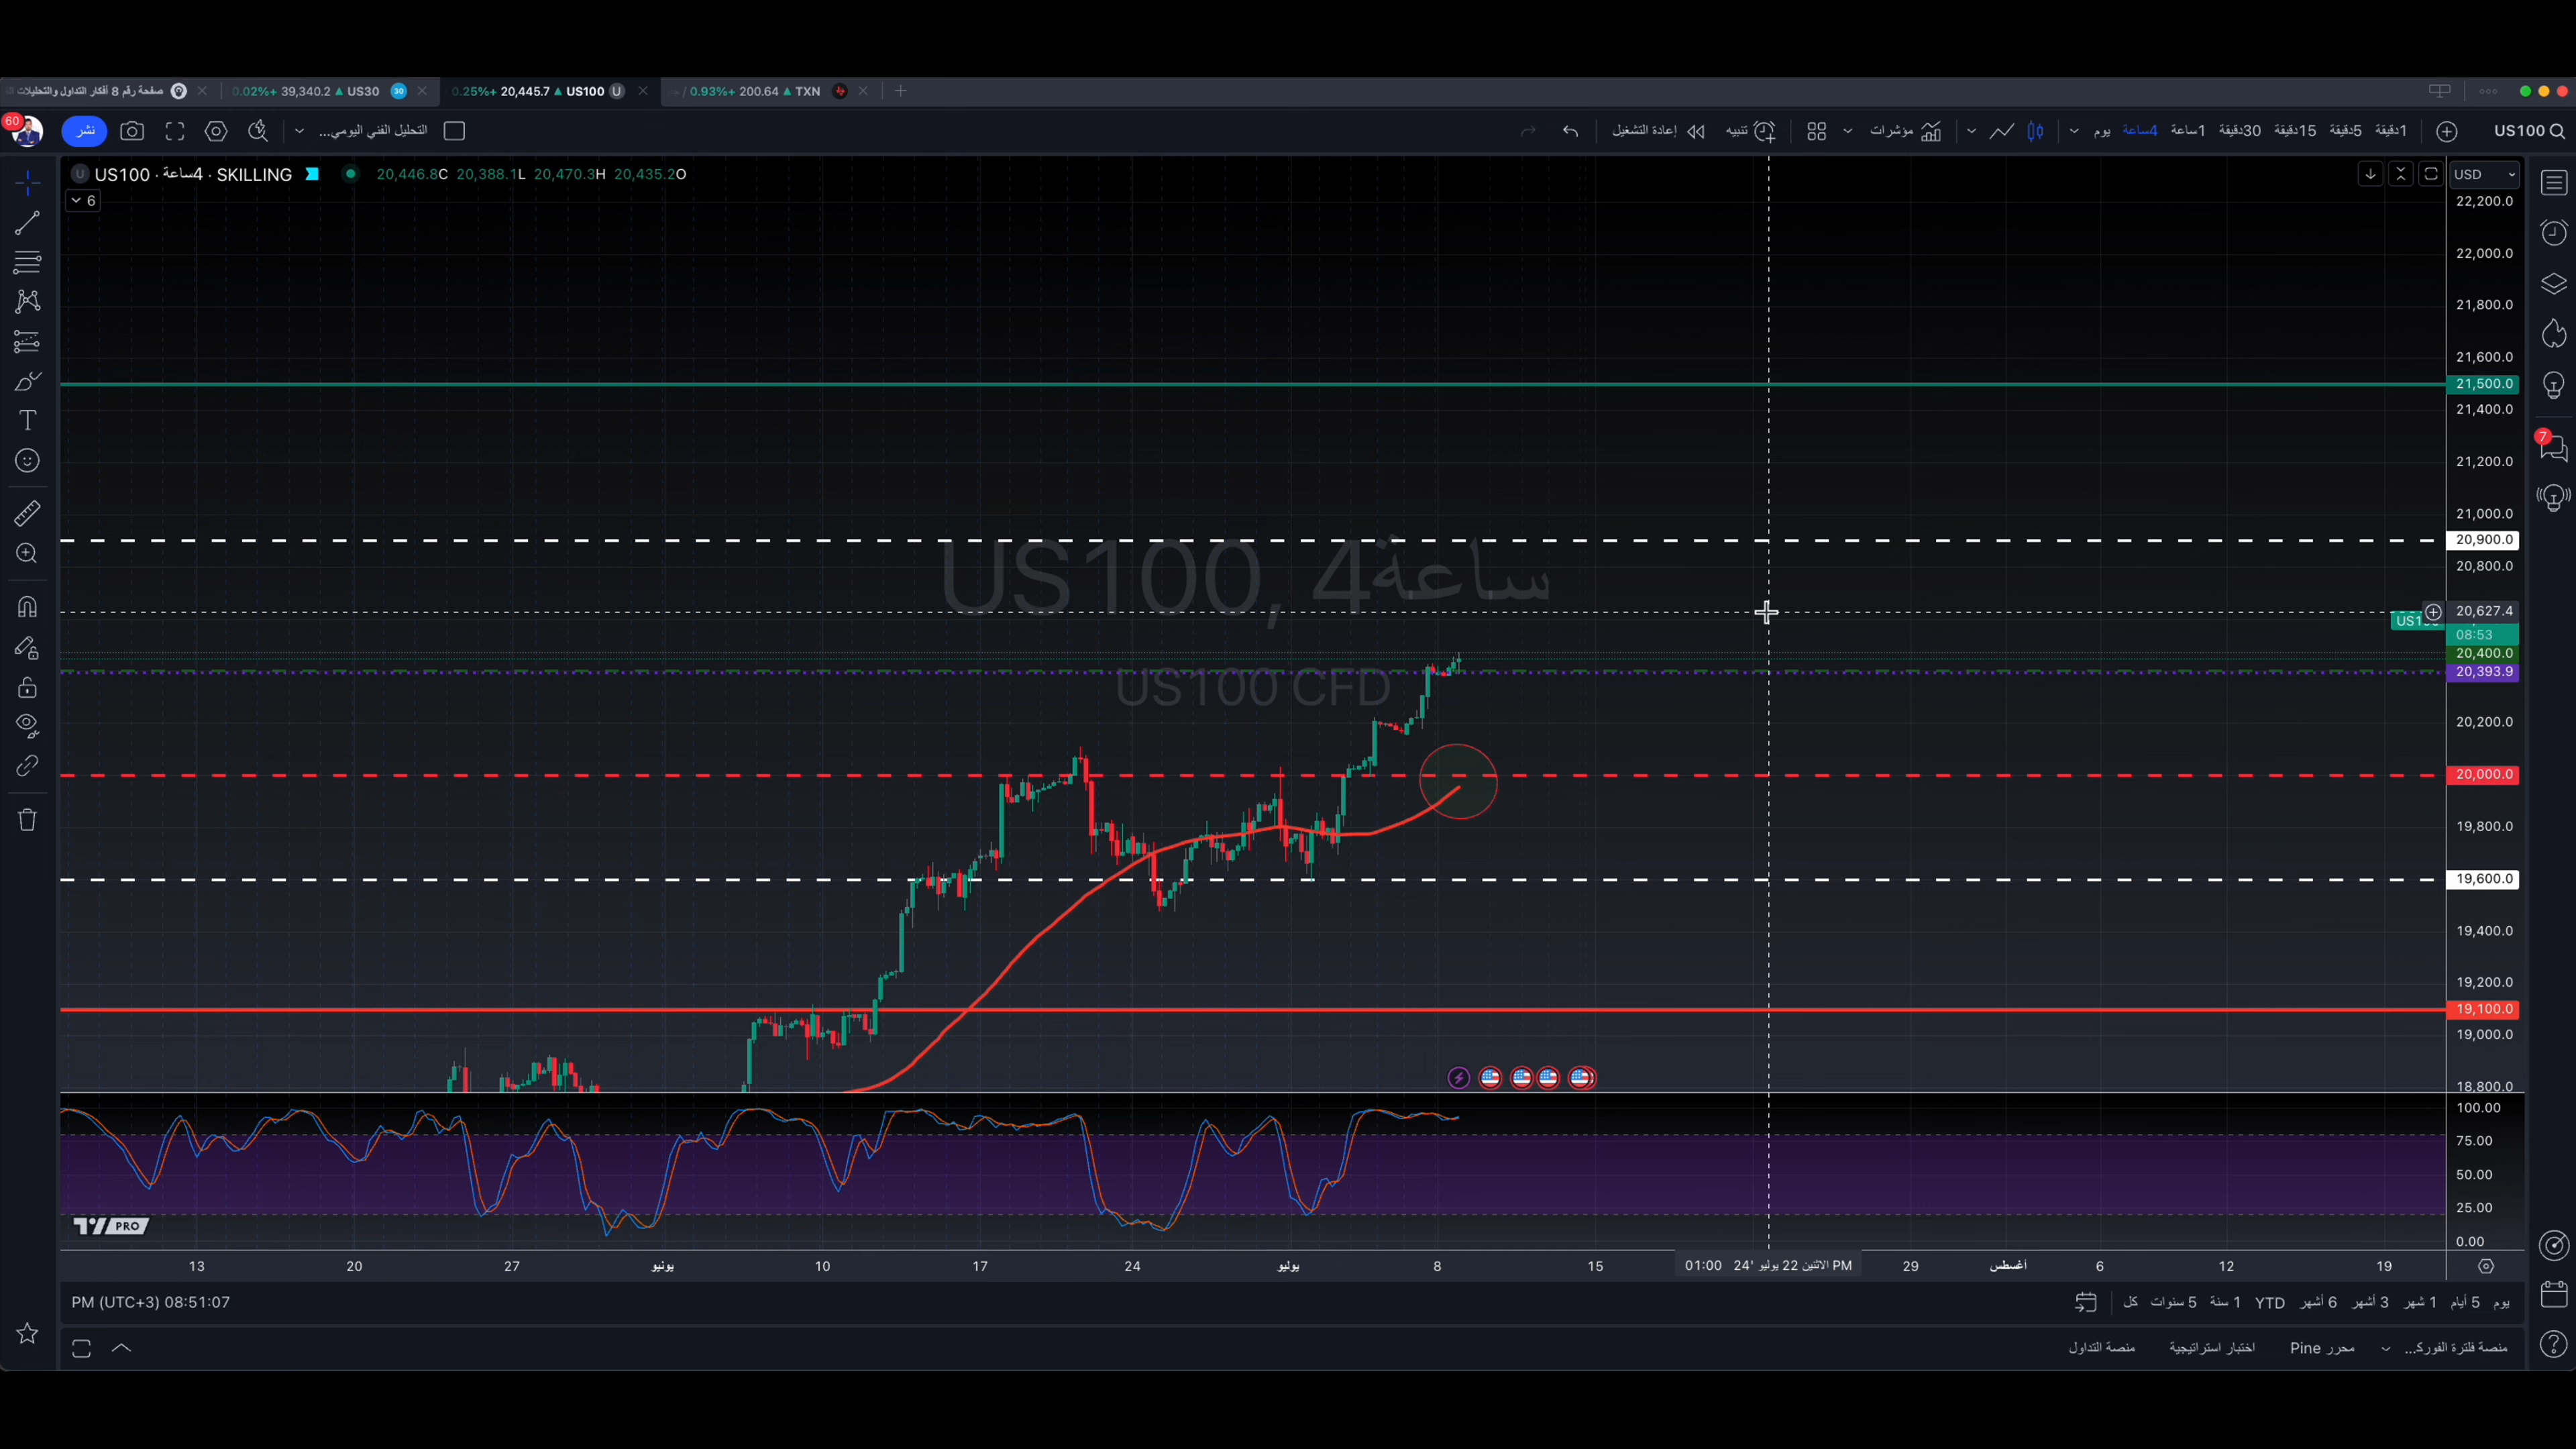 صفحة رقم 8 أفكار التداول والتحليلات
0.02%+ 39,340.2 ▲ US30 30
0.25%+ 20,445.7 ▲ US100 U
/ 0.93%+ 200.64 ▲ TXN
60
نشر
التحليل الفني اليومي...
إعادة التشغيل
تنبيه
مؤشرات
يوم
4ساعة
1ساعة
30دقيقة
15دقيقة
5دقيقة
1دقيقة
US100
U US100 · 4ساعة · SKILLING
20,446.8C 20,388.1L 20,470.3H 20,435.2O
6
USD
22,200.0
22,000.0
21,800.0
21,600.0
21,500.0
21,400.0
21,200.0
7
21,000.0
20,900.0
US100, 4ساعة
20,800.0
20,627.4
08:53
20,400.0
US100 CFD
20,393.9
20,200.0
20,000.0
19,800.0
19,600.0
19,400.0
19,200.0
19,100.0
19,000.0
18,800.0
100.00
75.00
50.00
25.00
PRO
0.00
13
20
27
يونيو
10
17
24
يوليو
8
15
01:00 24' يوليو 22 الاثنين PM
29
أغسطس
6
12
19
PM (UTC+3) 08:51:07
كل
5 سنوات
1 سنة
YTD
6 أشهر
3 أشهر
1 شهر
5 أيام
يوم
منصة التداول
اختبار استراتيجية
محرر Pine
منصة فلترة الفورك...